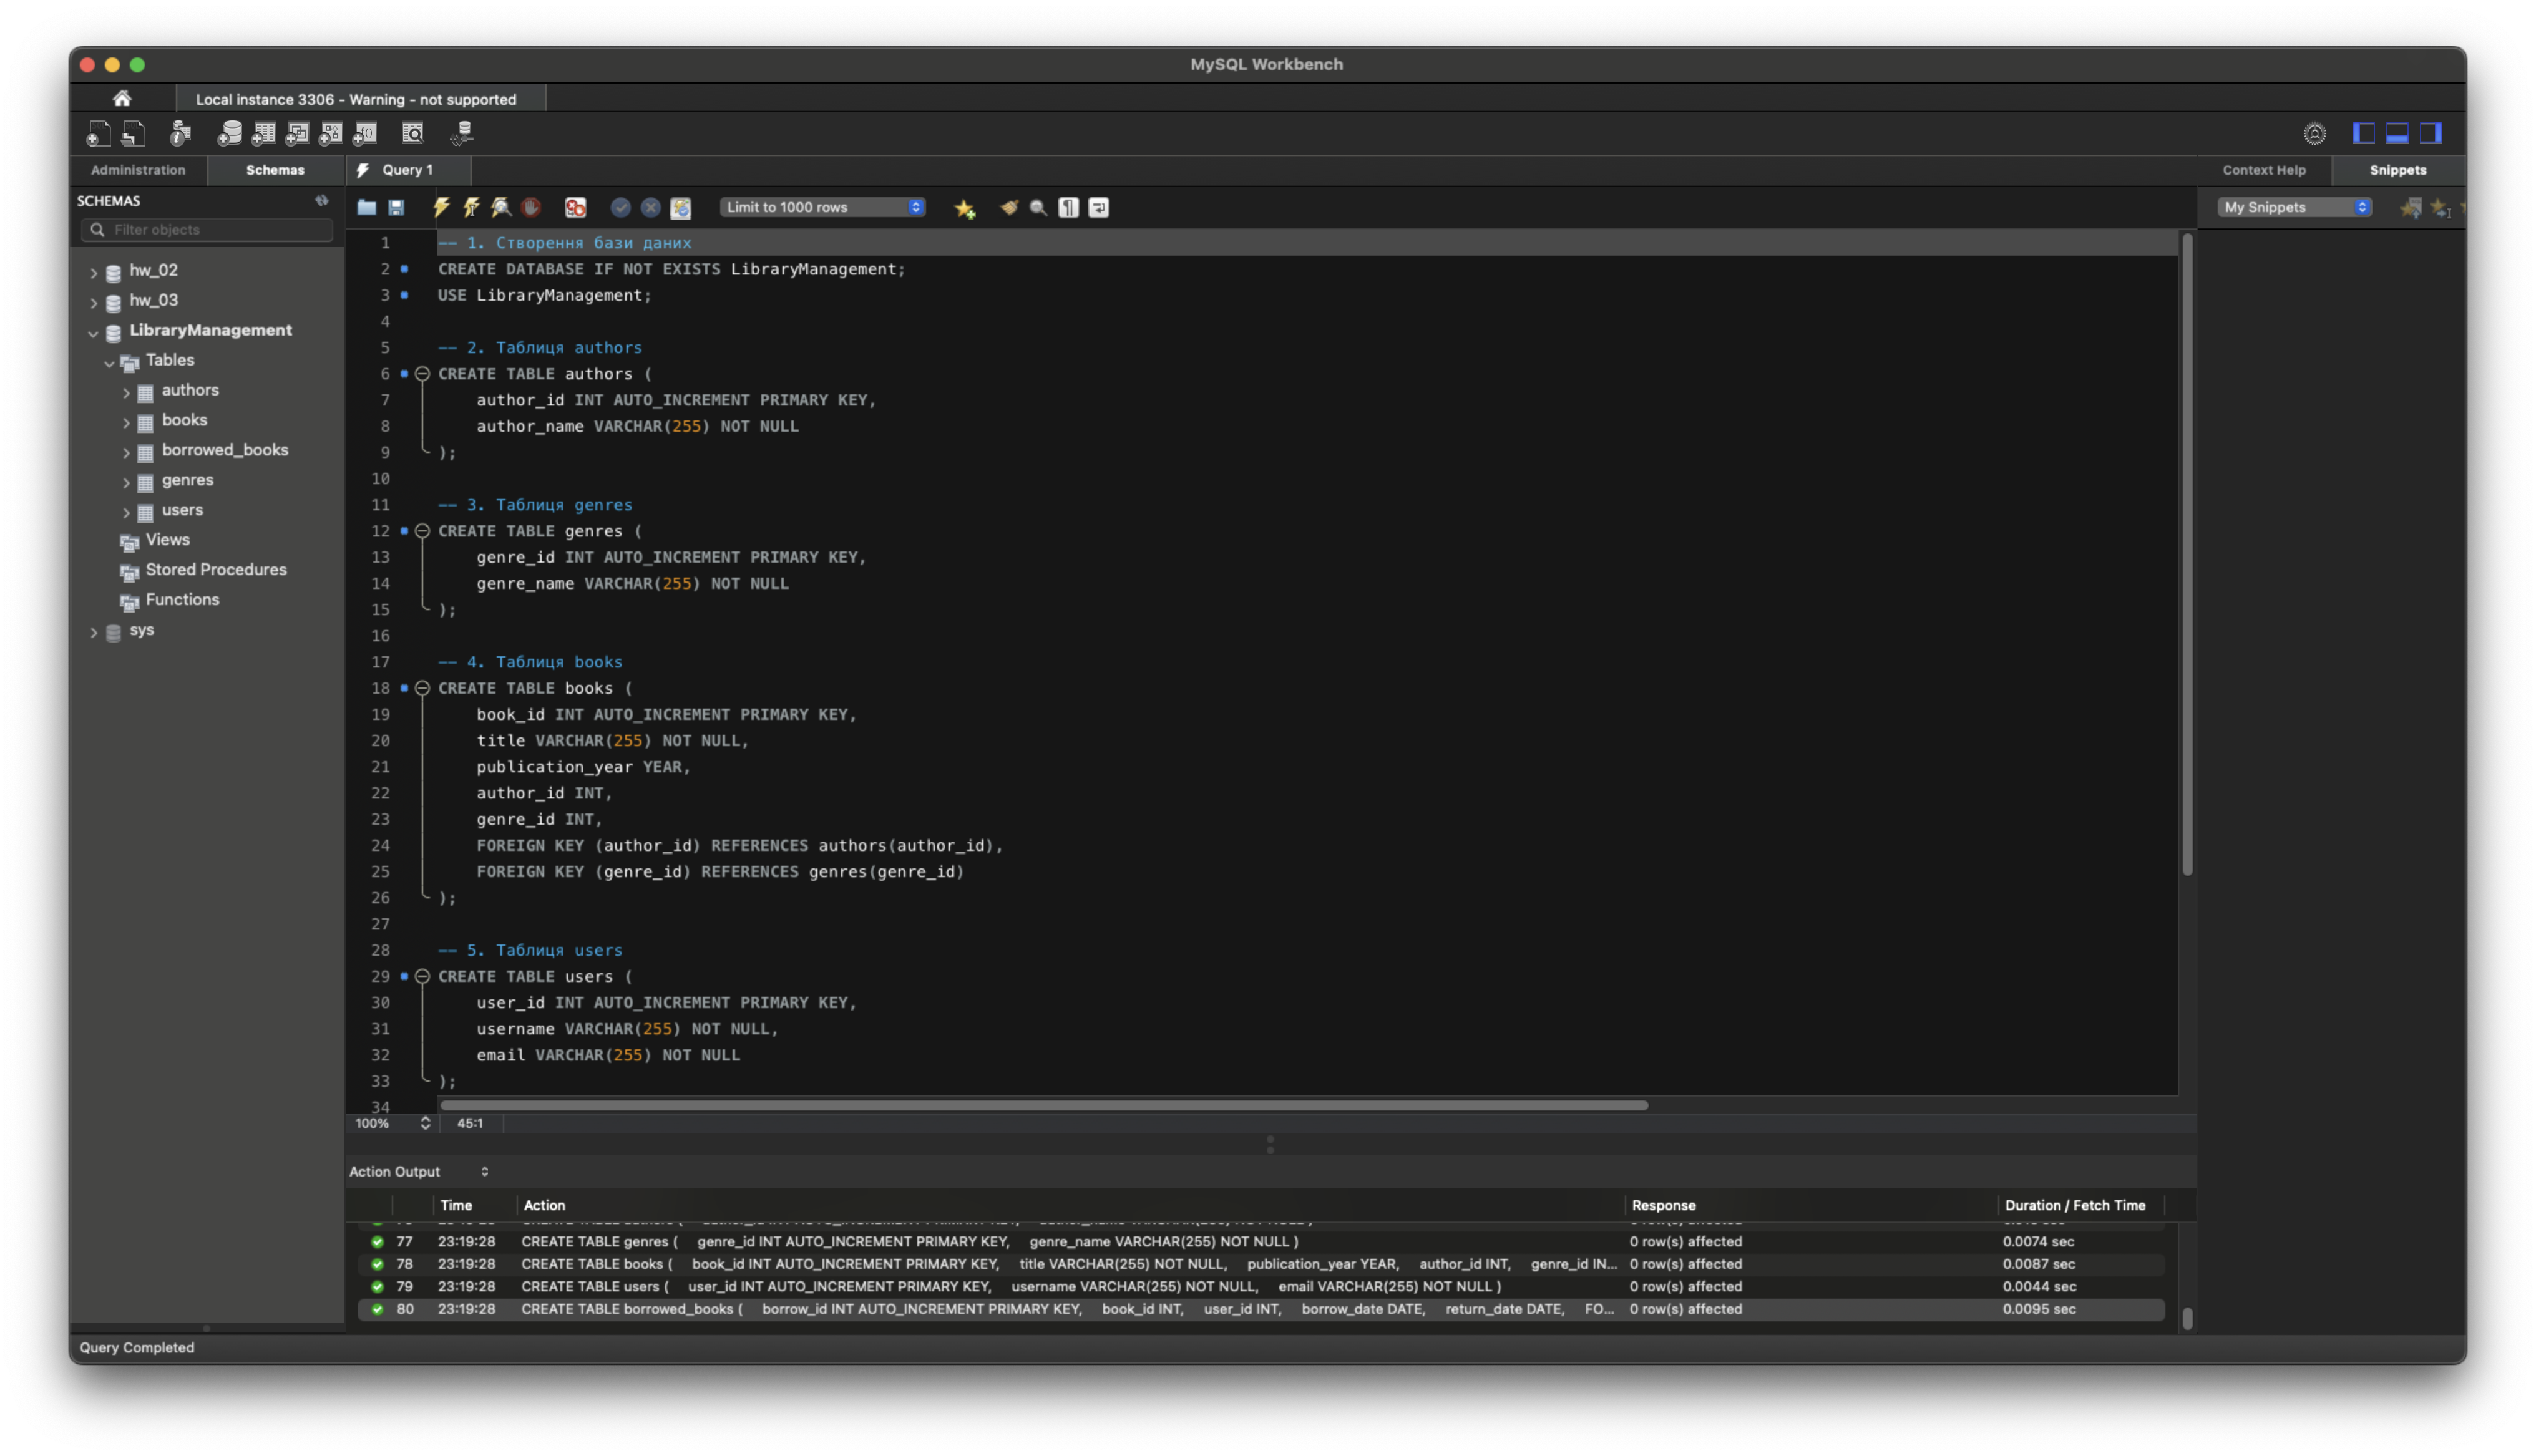 MySQL Workbench
Local instance 3306 - Warning - not supported
Administration
Schemas
Query 1
Context Help
Snippets
SCHEMAS
Limit to 1000 rows
My Snippets
Filter objects
hw_02
hw_03
LibraryManagement
Tables
authors
books
borrowed_books
genres
users
Views
Stored Procedures
Functions
sys
1 -- 1. Створення бази даних
2 CREATE DATABASE IF NOT EXISTS LibraryManagement;
3 USE LibraryManagement;
4
5 -- 2. Таблиця authors
6 CREATE TABLE authors (
7 author_id INT AUTO_INCREMENT PRIMARY KEY,
8 author_name VARCHAR(255) NOT NULL
9 );
10
11 -- 3. Таблиця genres
12 CREATE TABLE genres (
13 genre_id INT AUTO_INCREMENT PRIMARY KEY,
14 genre_name VARCHAR(255) NOT NULL
15 );
16
17 -- 4. Таблиця books
18 CREATE TABLE books (
19 book_id INT AUTO_INCREMENT PRIMARY KEY,
20 title VARCHAR(255) NOT NULL,
21 publication_year YEAR,
22 author_id INT,
23 genre_id INT,
24 FOREIGN KEY (author_id) REFERENCES authors(author_id),
25 FOREIGN KEY (genre_id) REFERENCES genres(genre_id)
26 );
27
28 -- 5. Таблиця users
29 CREATE TABLE users (
30 user_id INT AUTO_INCREMENT PRIMARY KEY,
31 username VARCHAR(255) NOT NULL,
32 email VARCHAR(255) NOT NULL
33 );
34
100% 45:1
Action Output
Time Action Response Duration / Fetch Time
77 23:19:28 CREATE TABLE genres ( genre_id INT AUTO_INCREMENT PRIMARY KEY, genre_name VARCHAR(255) NOT NULL ) 0 row(s) affected 0.0074 sec
78 23:19:28 CREATE TABLE books ( book_id INT AUTO_INCREMENT PRIMARY KEY, title VARCHAR(255) NOT NULL, publication_year YEAR, author_id INT, genre_id IN... 0 row(s) affected 0.0087 sec
79 23:19:28 CREATE TABLE users ( user_id INT AUTO_INCREMENT PRIMARY KEY, username VARCHAR(255) NOT NULL, email VARCHAR(255) NOT NULL ) 0 row(s) affected 0.0044 sec
80 23:19:28 CREATE TABLE borrowed_books ( borrow_id INT AUTO_INCREMENT PRIMARY KEY, book_id INT, user_id INT, borrow_date DATE, return_date DATE, FO... 0 row(s) affected 0.0095 sec
Query Completed